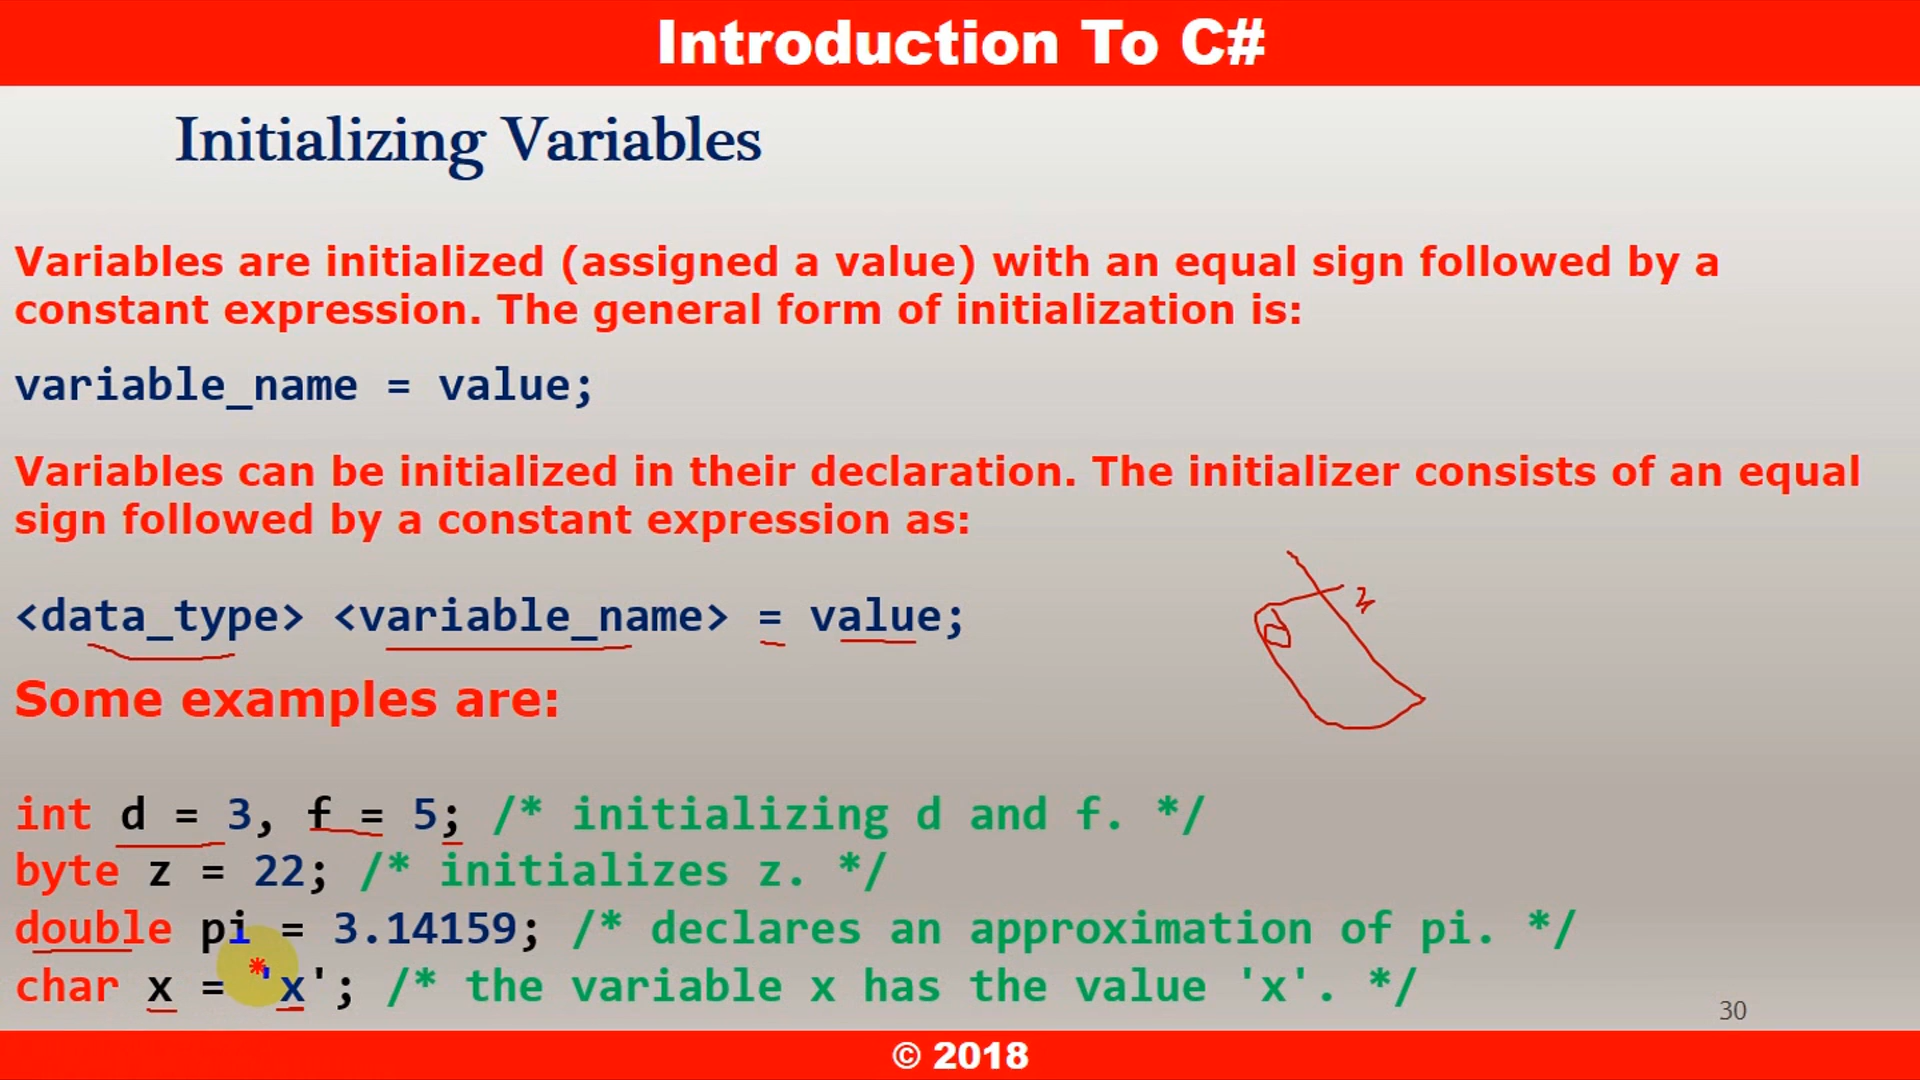 Introduction To C#
Initializing Variables
Variables are initialized (assigned a value) with an equal sign followed by a
constant expression. The general form of initialization is:
variable_name = value;
Variables can be initialized in their declaration. The initializer consists of an equal
sign followed by a constant expression as:
<data_type> <variable_name> = value;
Some examples are:
int d = 3, f = 5; /* initializing d and f. */
byte z = 22; /* initializes z. */
double pi = 3.14159; /* declares an approximation of pi. */
char x = 'x'; /* the variable x has the value 'x'. */
30
© 2018